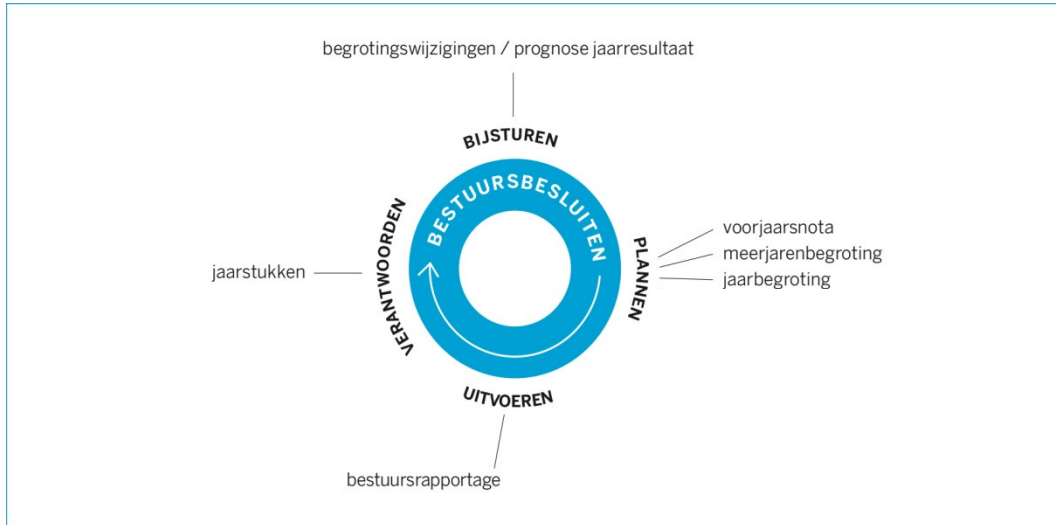 begrotingswijzigingen / prognose jaarresultaat
BIJSTUREN
BESTUURSBESLUITEN
PLANNEN
voorjaarsnota
meerjarenbegroting
jaarbegroting
VERANTWOORDEN
jaarstukken
UITVOEREN
bestuursrapportage